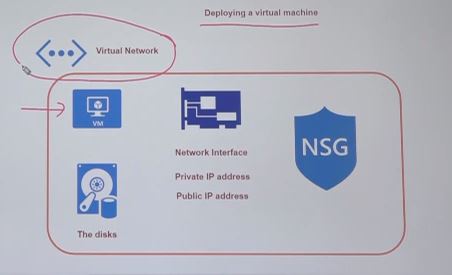 Deploying a virtual machine
Virtual Network
VM
Network Interface
NSG
Private IP address
Public IP address
The disks